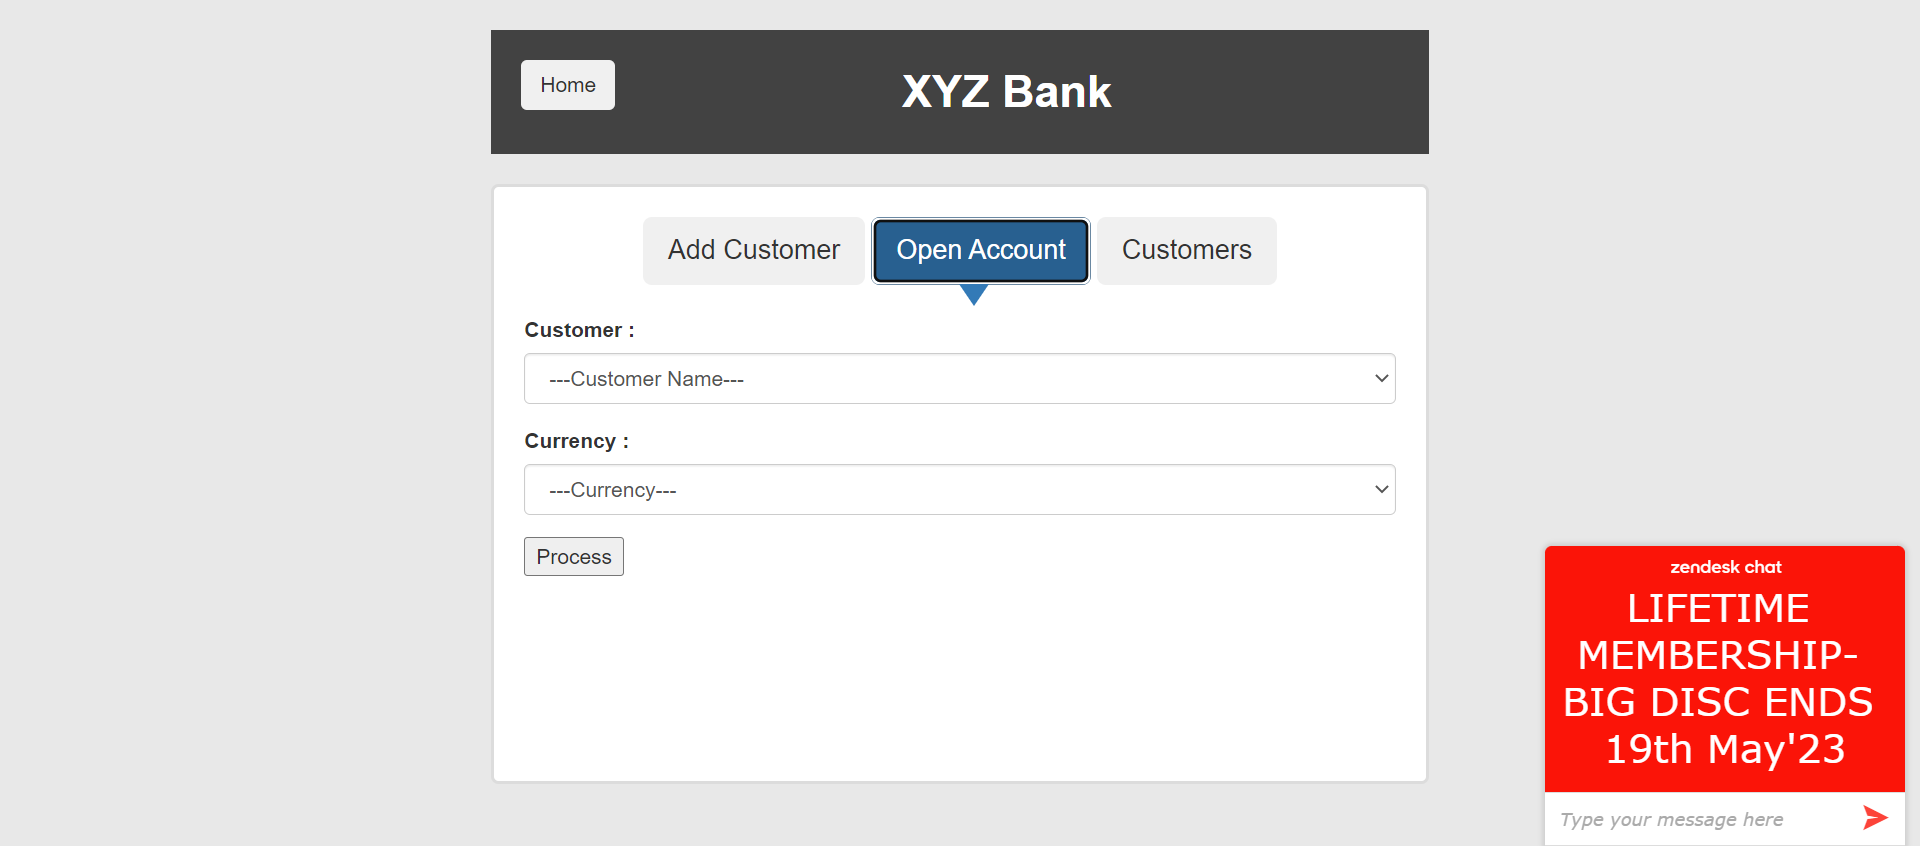 Home
XYZ Bank
Add Customer
Open Account
Customers
Customer :
---Customer Name---
Currency :
---Currency---
Process
zendesk chat
LIFETIME
MEMBERSHIP-
BIG DISC ENDS
19th May'23
Type your message here